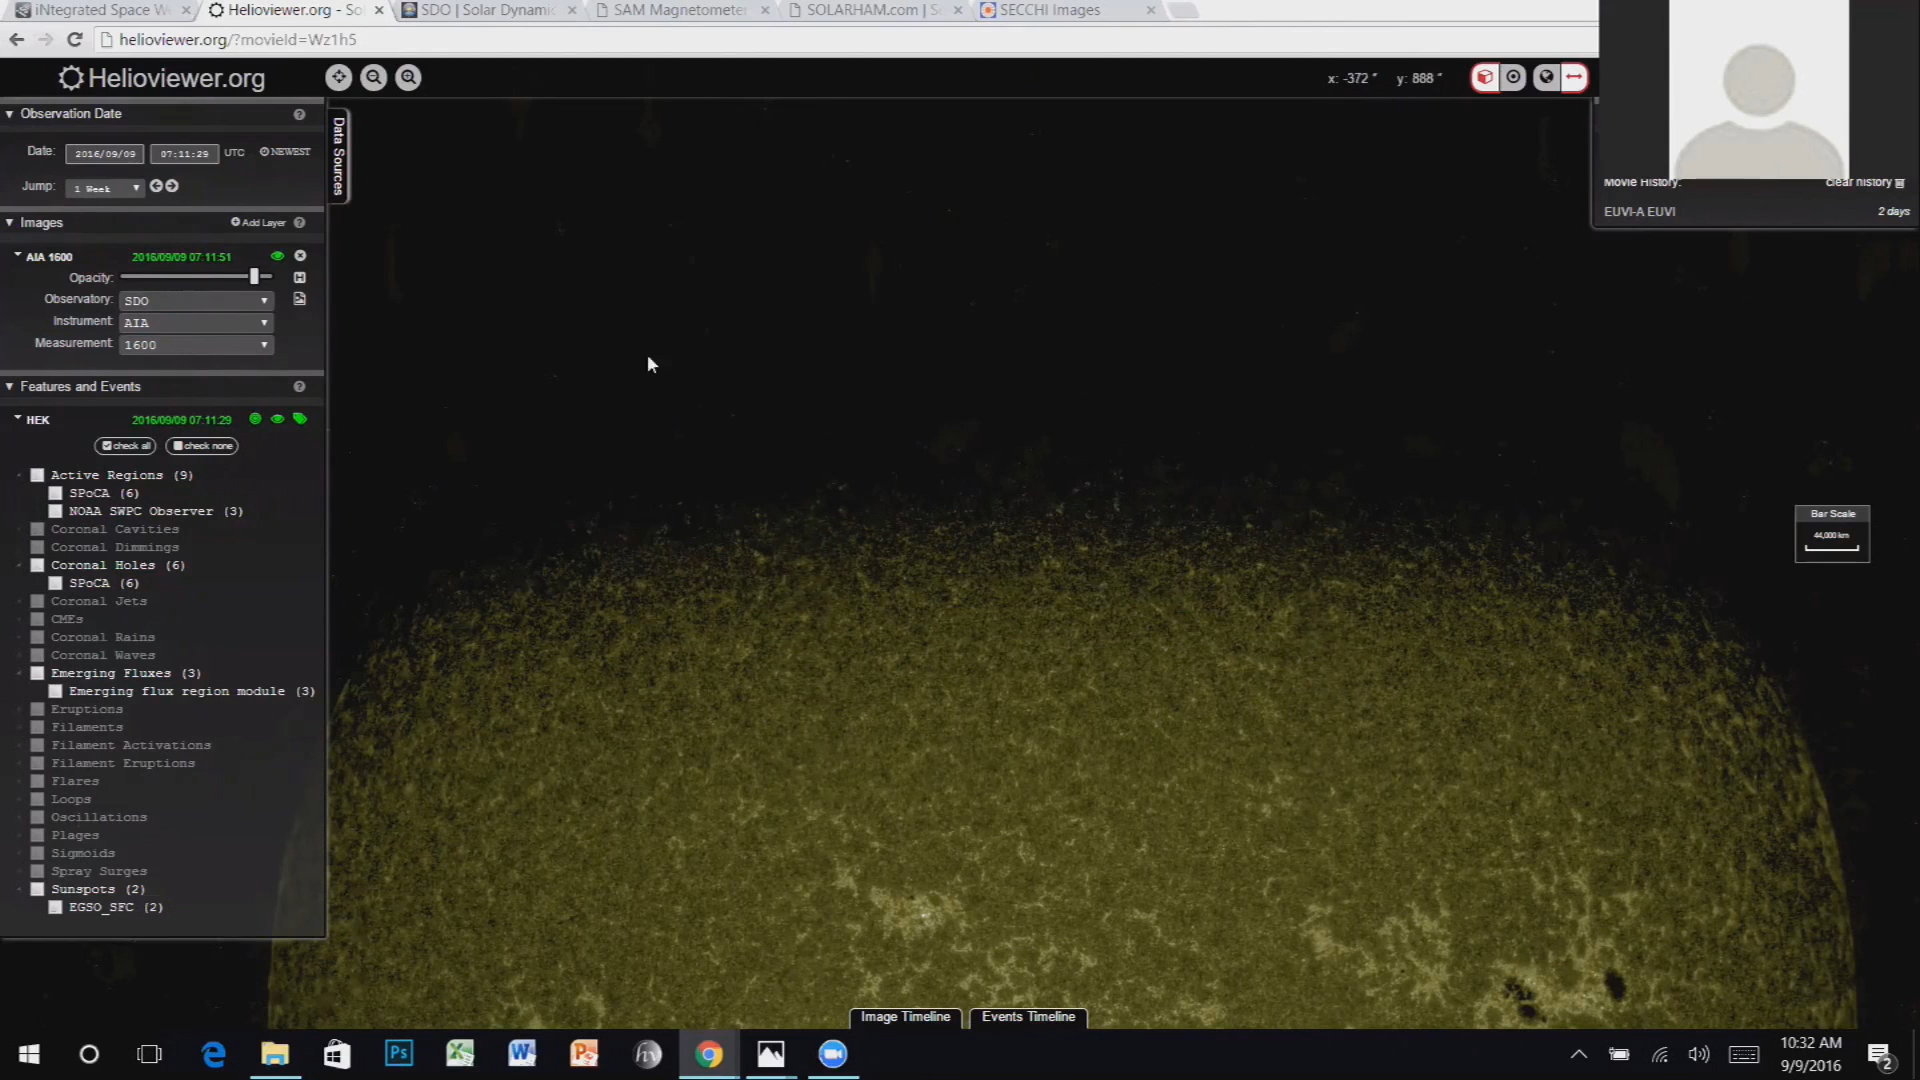 iNtegrated Space We
Helioviewer.org - So
SDO | Solar Dynami
SAM Magnetometer
SOLARHAM.com | S
SECCHI Images
helioviewer.org/?movieId=Wz1h5
Helioviewer.org
x: -372 " y: 888 "
Observation Date
Date: 2016/09/09 07:11:29 UTC NEWEST
Jump: 1 Week
Data Sources
Images Add Layer
AIA 1600 2016/09/09 07:11:51
Opacity:
Observatory: SDO
Instrument: AIA
Measurement: 1600
Features and Events
HEK 2016/09/09 07:11:29
check all check none
Active Regions (9)
SPoCA (6)
NOAA SWPC Observer (3)
Coronal Cavities
Coronal Dimmings
Coronal Holes (6)
SPoCA (6)
Coronal Jets
CMEs
Coronal Rains
Coronal Waves
Emerging Fluxes (3)
Emerging flux region module (3)
Eruptions
Filaments
Filament Activations
Filament Eruptions
Flares
Loops
Oscillations
Plages
Sigmoids
Spray Surges
Sunspots (2)
EGSO_SFC (2)
Movie History: clear history
EUVI-A EUVI 2 days
Bar Scale
44,000 km
Image Timeline
Events Timeline
10:32 AM
9/9/2016
2